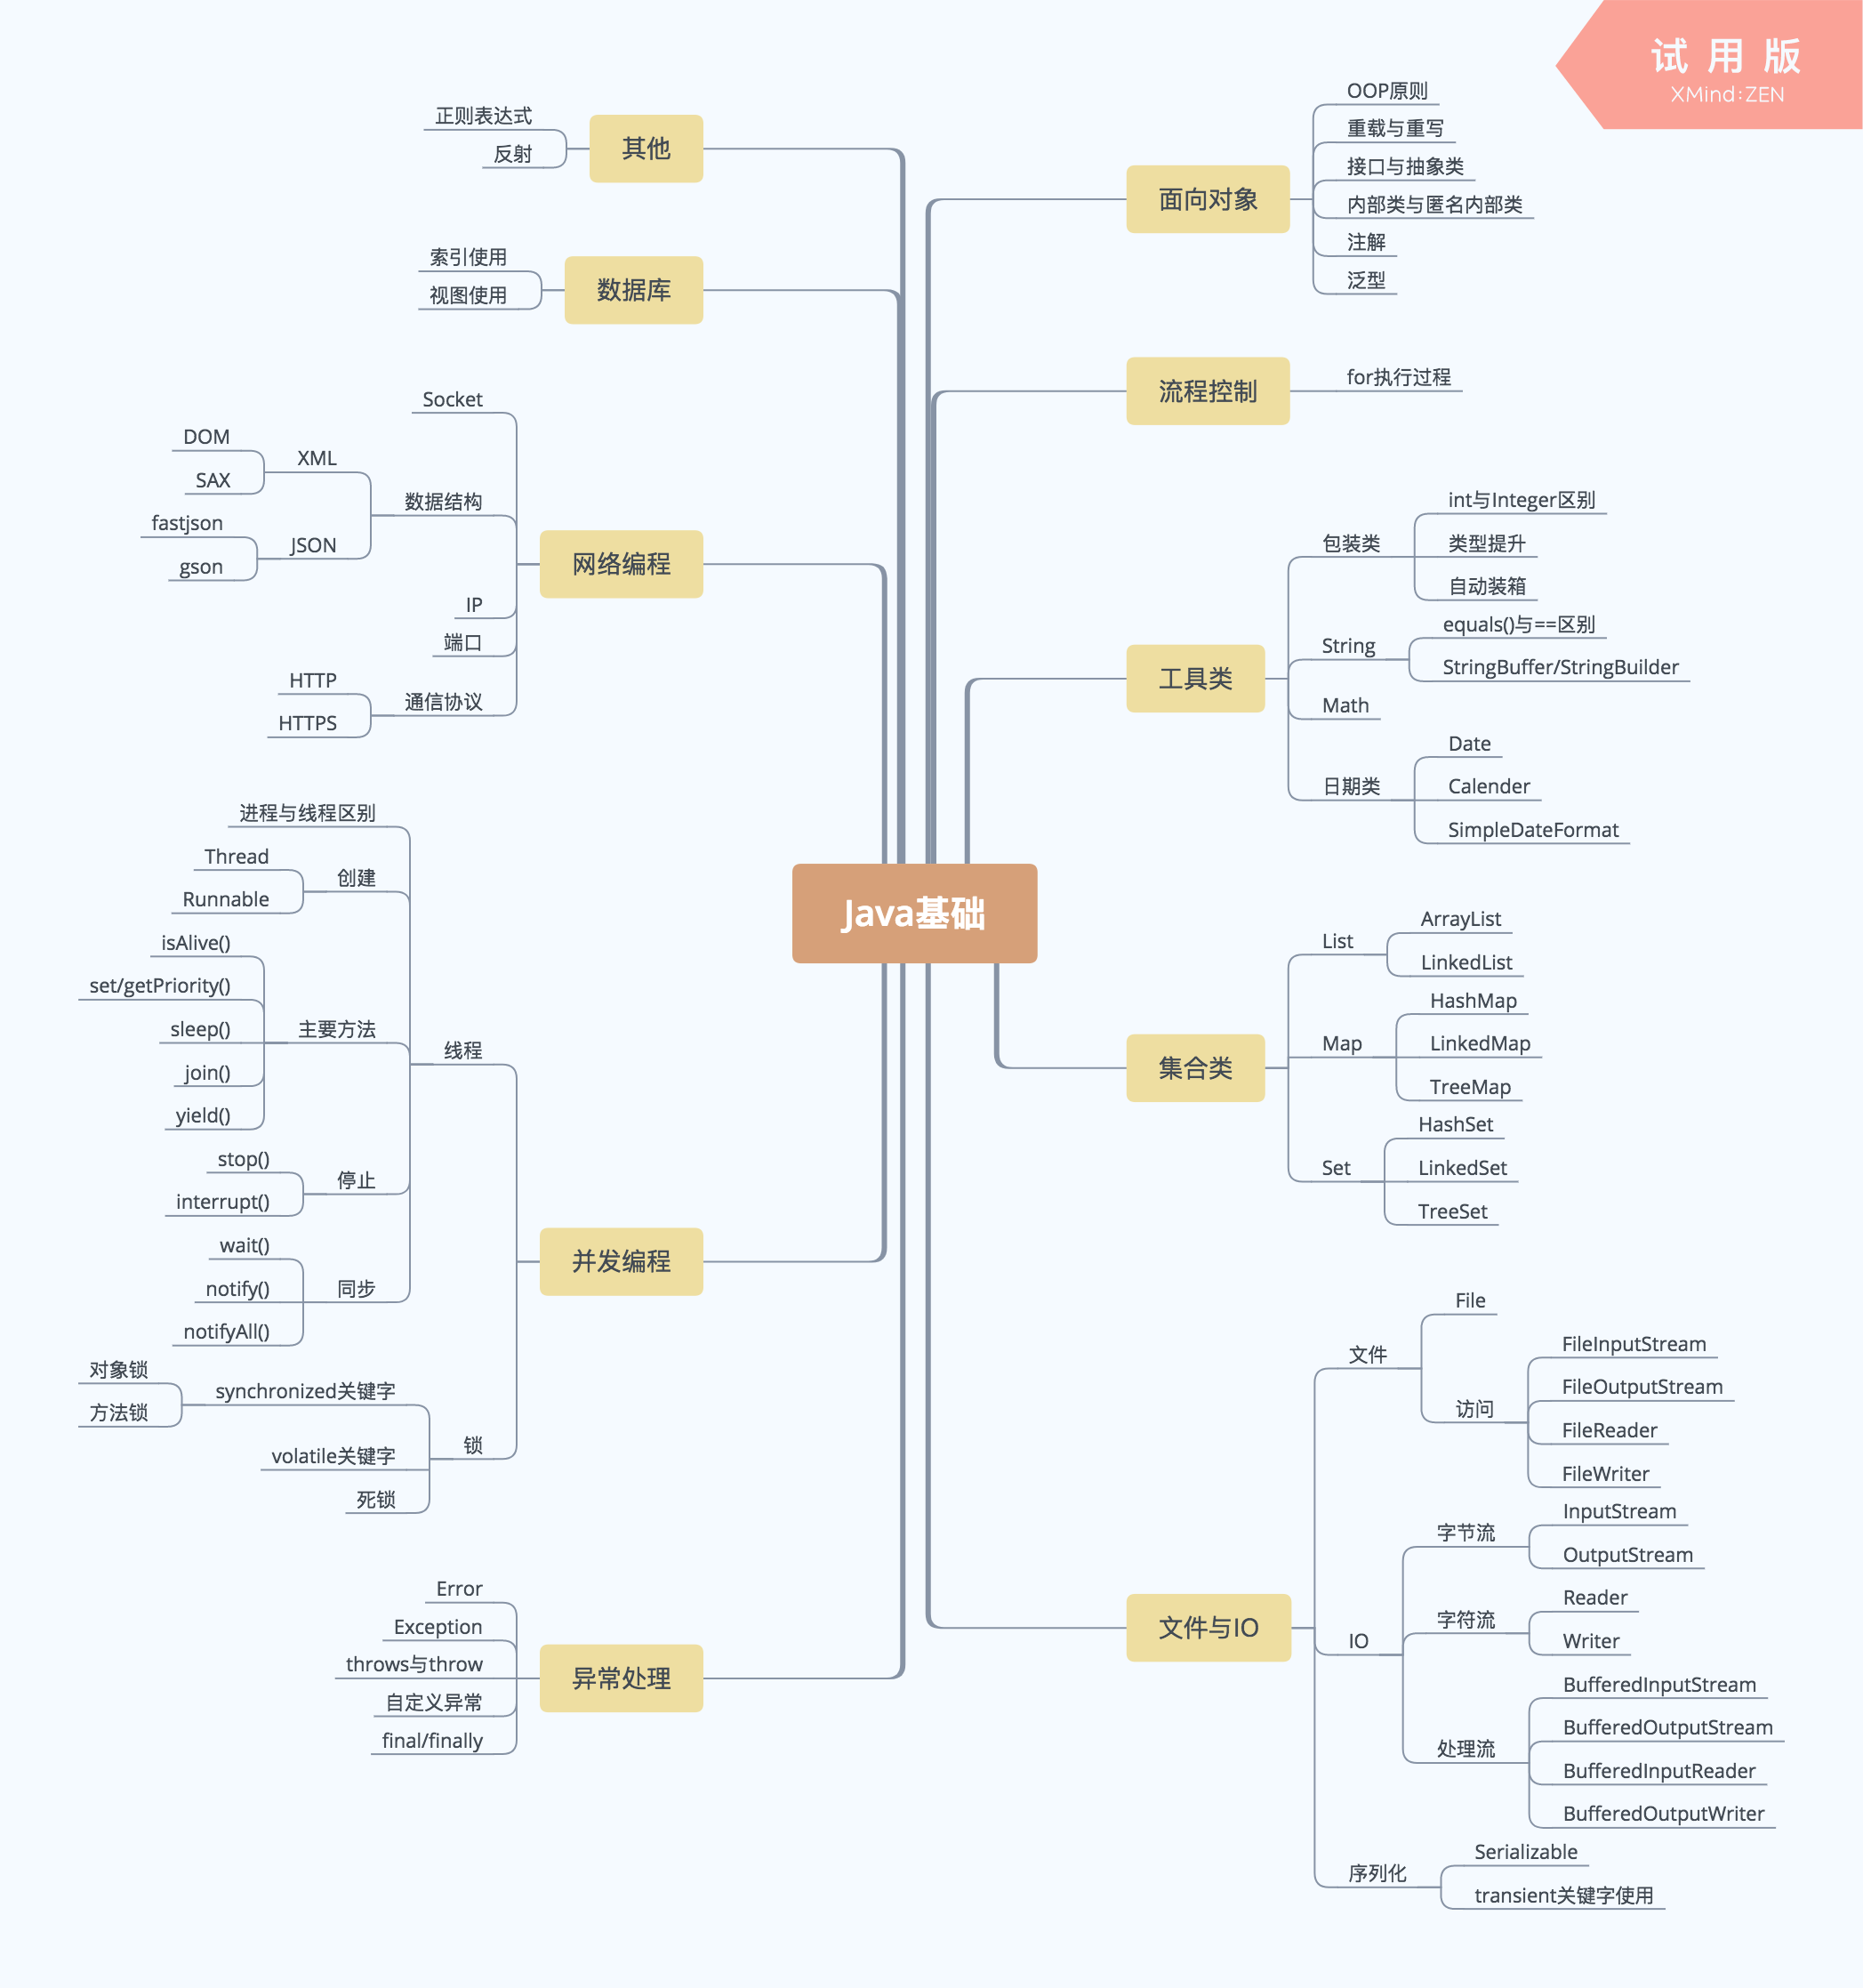 试用版
XMind:ZEN
Java基础
面向对象
OOP原则
重载与重写
接口与抽象类
内部类与匿名内部类
注解
泛型
流程控制
for执行过程
工具类
包装类
int与Integer区别
类型提升
自动装箱
String
equals()与==区别
StringBuffer/StringBuilder
Math
日期类
Date
Calender
SimpleDateFormat
集合类
List
ArrayList
LinkedList
Map
HashMap
LinkedMap
TreeMap
Set
HashSet
LinkedSet
TreeSet
文件与IO
文件
File
访问
FileInputStream
FileOutputStream
FileReader
FileWriter
IO
字节流
InputStream
OutputStream
字符流
Reader
Writer
处理流
BufferedInputStream
BufferedOutputStream
BufferedInputReader
BufferedOutputWriter
序列化
Serializable
transient关键字使用
其他
正则表达式
反射
数据库
索引使用
视图使用
网络编程
Socket
数据结构
XML
DOM
SAX
JSON
fastjson
gson
IP
端口
通信协议
HTTP
HTTPS
并发编程
线程
进程与线程区别
创建
Thread
Runnable
主要方法
isAlive()
set/getPriority()
sleep()
join()
yield()
停止
stop()
interrupt()
同步
wait()
notify()
notifyAll()
锁
synchronized关键字
对象锁
方法锁
volatile关键字
死锁
异常处理
Error
Exception
throws与throw
自定义异常
final/finally